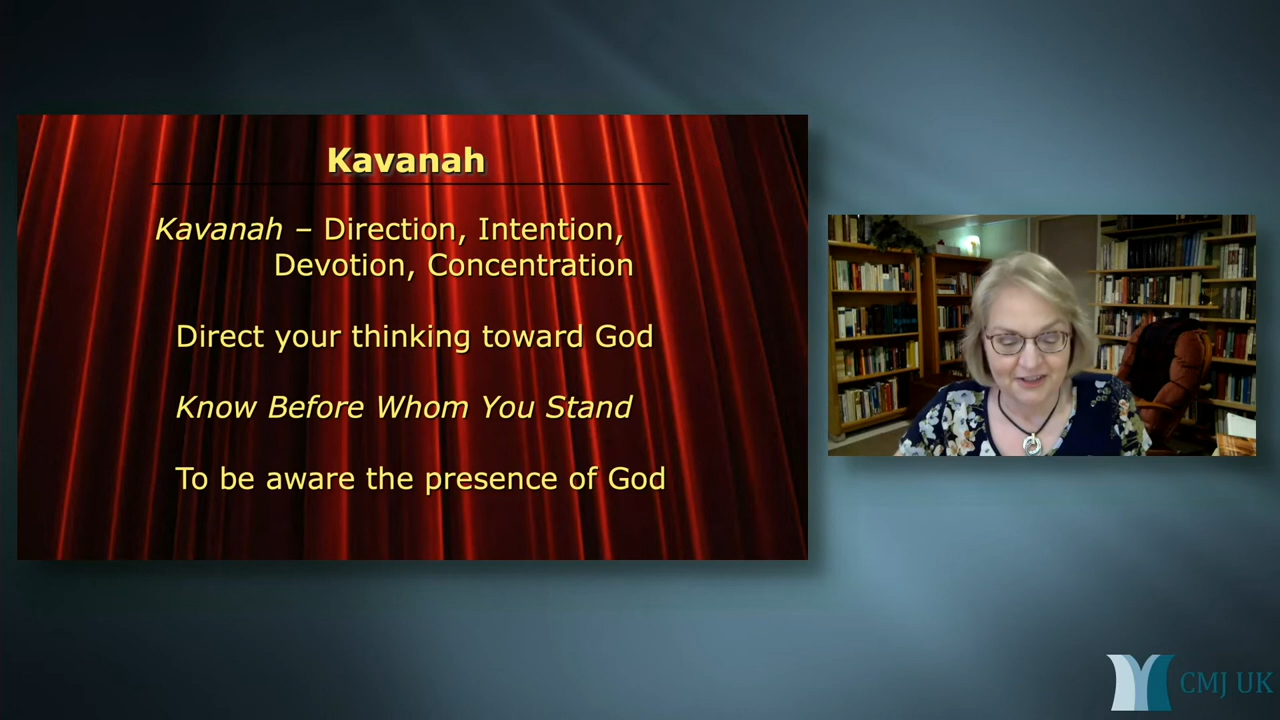 Kavanah
Kavanah – Direction, Intention,
Devotion, Concentration
Direct your thinking toward God
Know Before Whom You Stand
To be aware the presence of God
CMJ UK